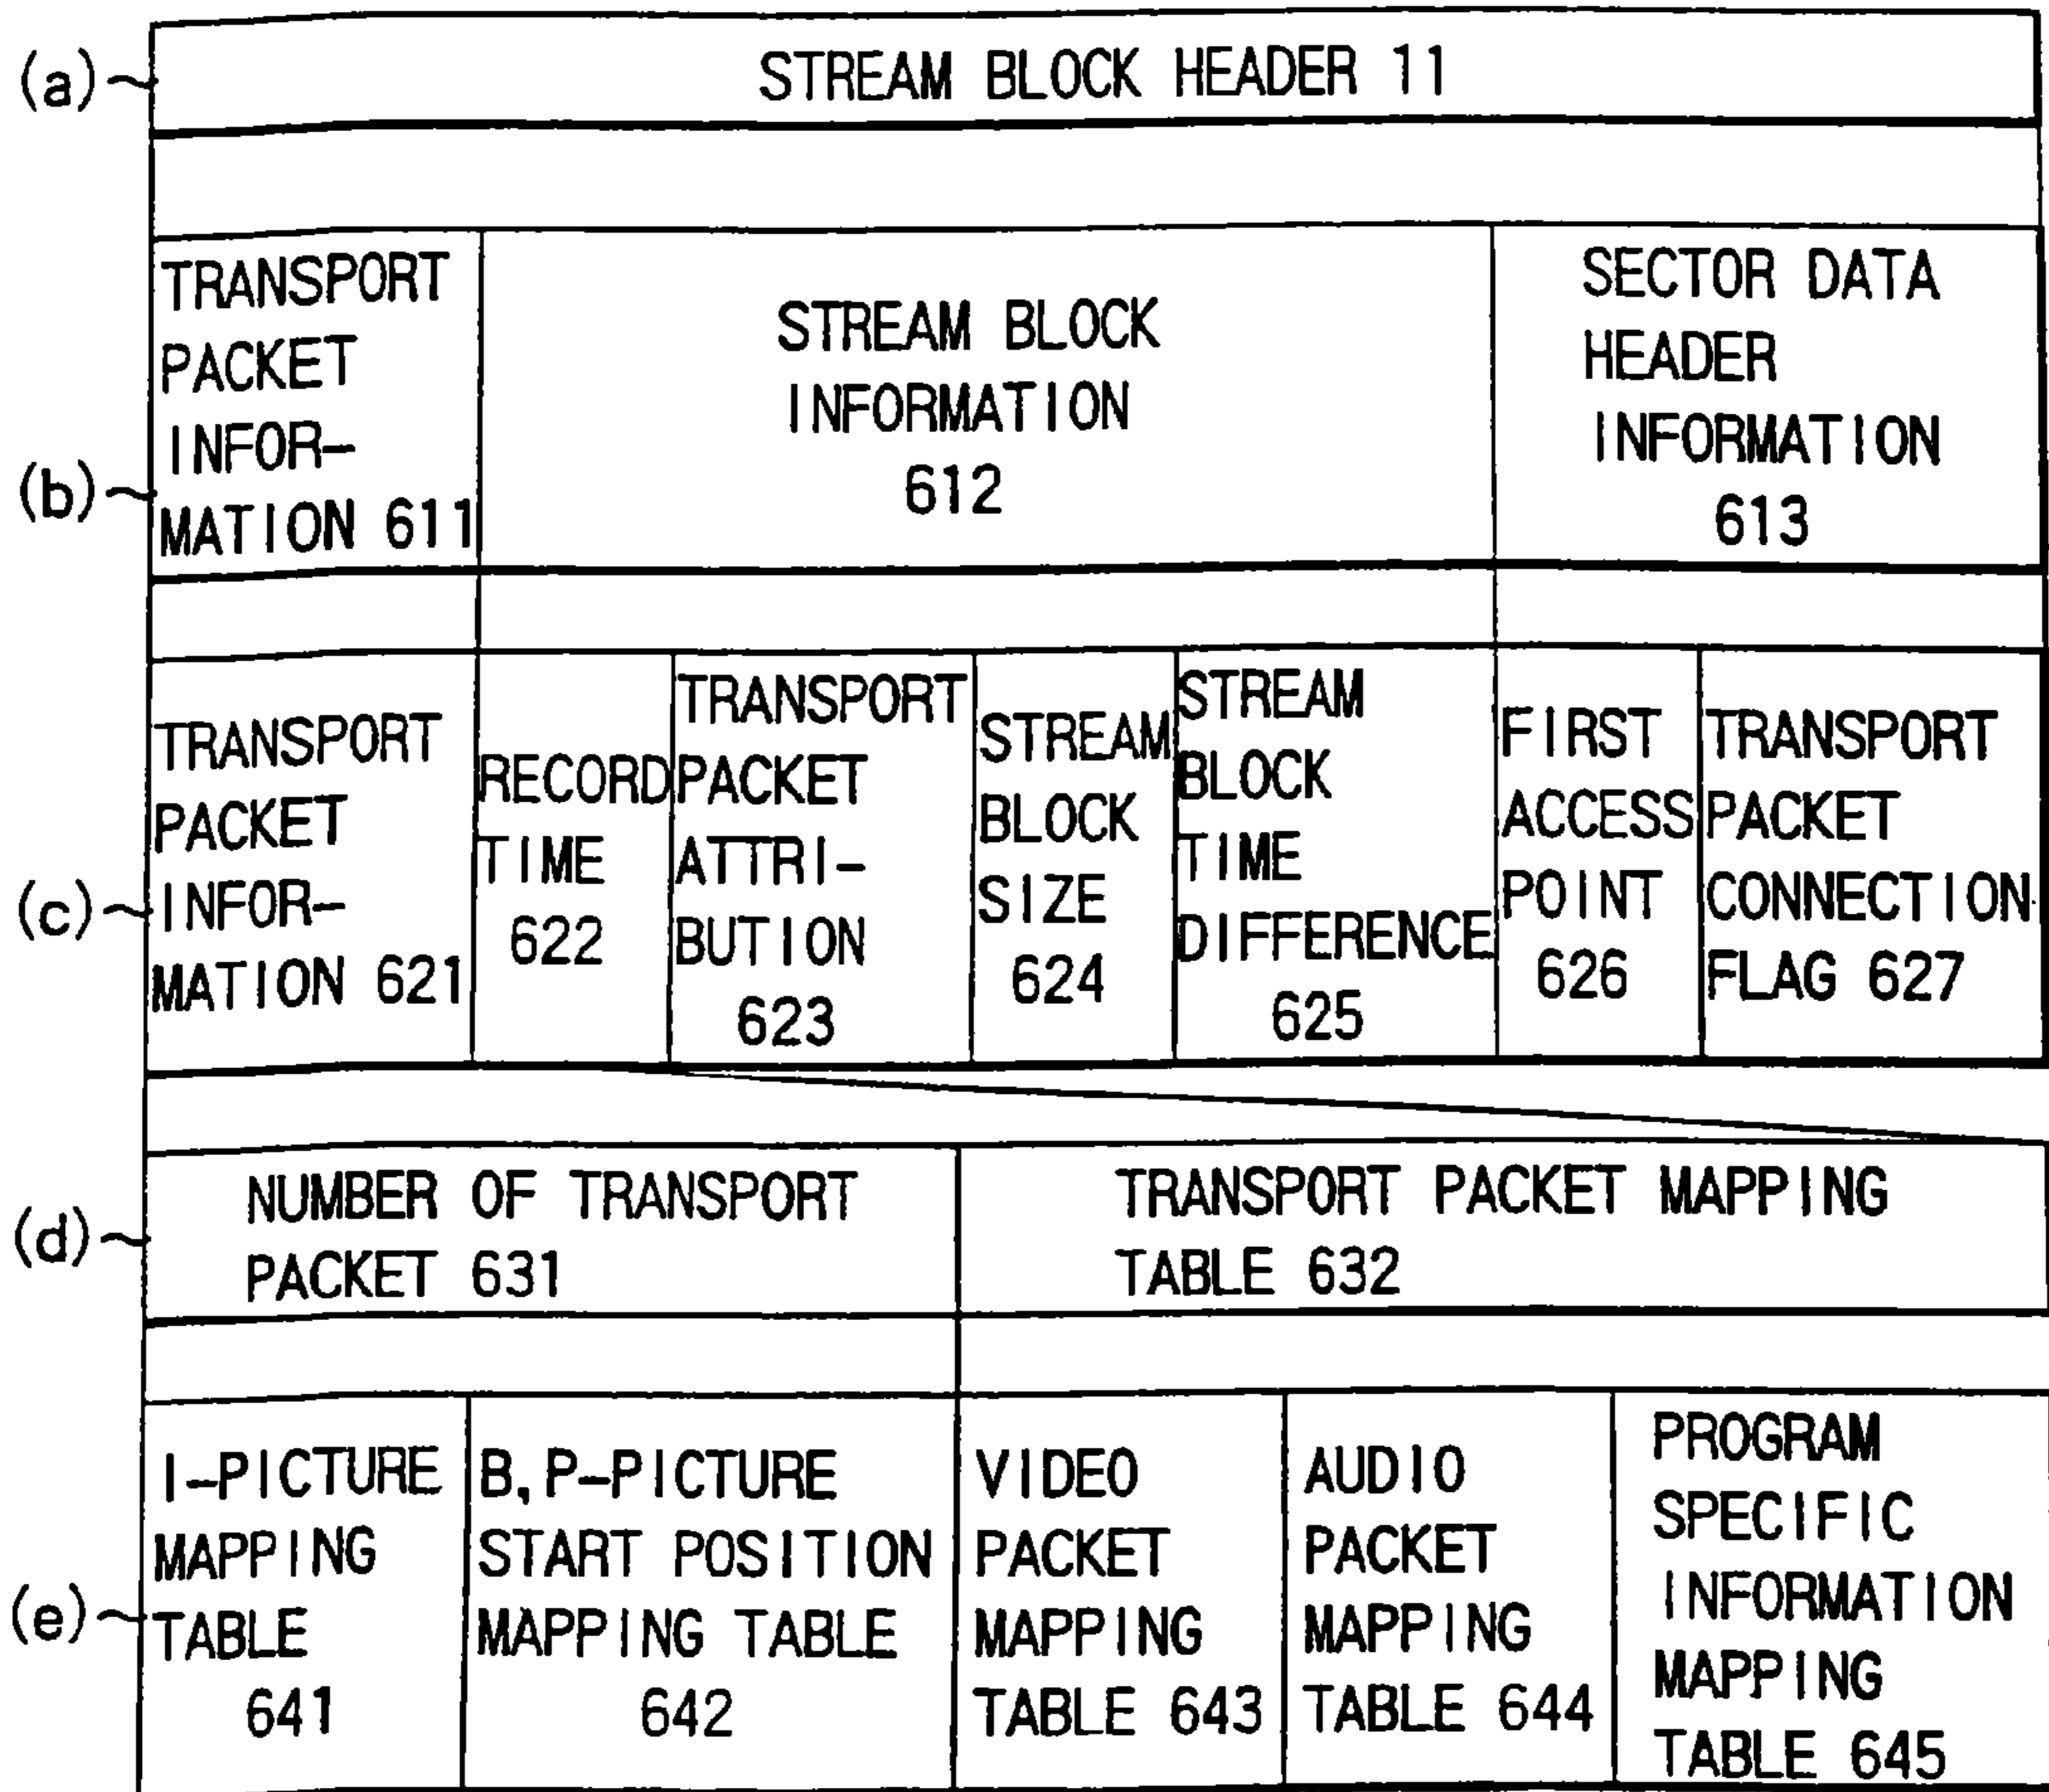 (a)
STREAM BLOCK HEADER 11
(b)
TRANSPORT
PACKET
INFOR-
MATION 611
STREAM BLOCK
INFORMATION
612
SECTOR DATA
HEADER
INFORMATION
613
(c)
TRANSPORT
PACKET
INFOR-
MATION 621
RECORD
TIME
622
TRANSPORT
PACKET
ATTRI-
BUTION
623
STREAM
BLOCK
SIZE
624
STREAM
BLOCK
TIME
DIFFERENCE
625
FIRST
ACCESS
POINT
626
TRANSPORT
PACKET
CONNECTION
FLAG 627
(d)
NUMBER OF TRANSPORT
PACKET 631
TRANSPORT PACKET MAPPING
TABLE 632
(e)
I-PICTURE
MAPPING
TABLE
641
B, P-PICTURE
START POSITION
MAPPING TABLE
642
VIDEO
PACKET
MAPPING
TABLE 643
AUDIO
PACKET
MAPPING
TABLE 644
PROGRAM
SPECIFIC
INFORMATION
MAPPING
TABLE 645